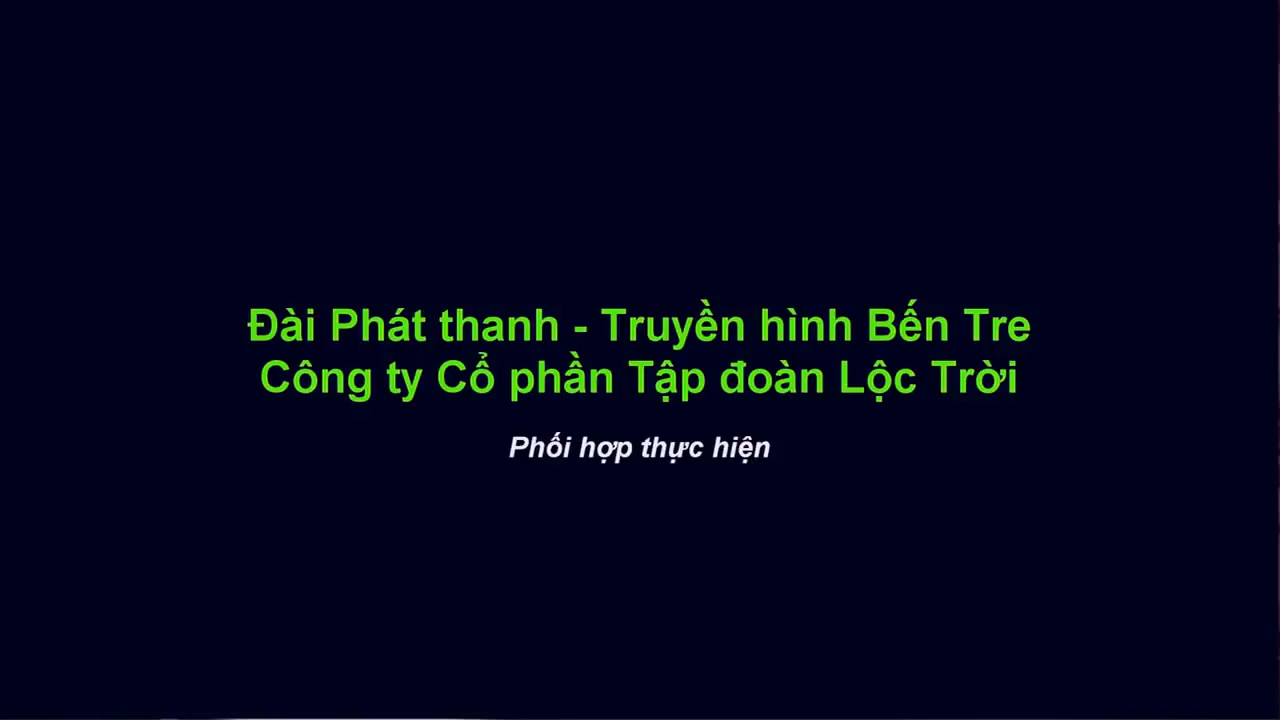 Đài Phát thanh - Truyền hình Bến Tre
Công ty Cổ phần Tập đoàn Lộc Trời
Phối hợp thực hiện